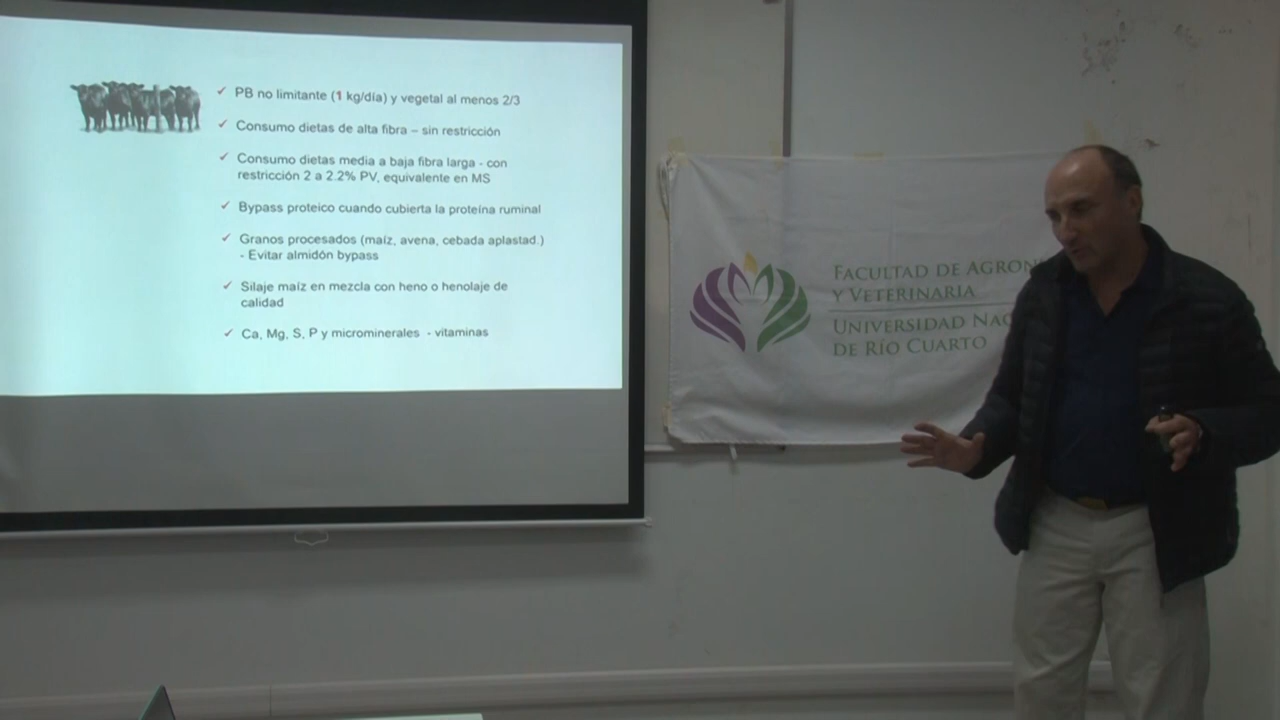 ✓ PB no limitante (1 kg/día) y vegetal al menos 2/3
✓ Consumo dietas de alta fibra – sin restricción
✓ Consumo dietas media a baja fibra larga - con
restricción 2 a 2.2% PV, equivalente en MS
✓ Bypass proteico cuando cubierta la proteína ruminal
✓ Granos procesados (maíz, avena, cebada aplastad.)
- Evitar almidón bypass
✓ Silaje maíz en mezcla con heno o henolaje de
calidad
✓ Ca, Mg, S, P y microminerales - vitaminas
FACULTAD DE AGRON
Y VETERINARIA
UNIVERSIDAD NAC
DE RÍO CUARTO